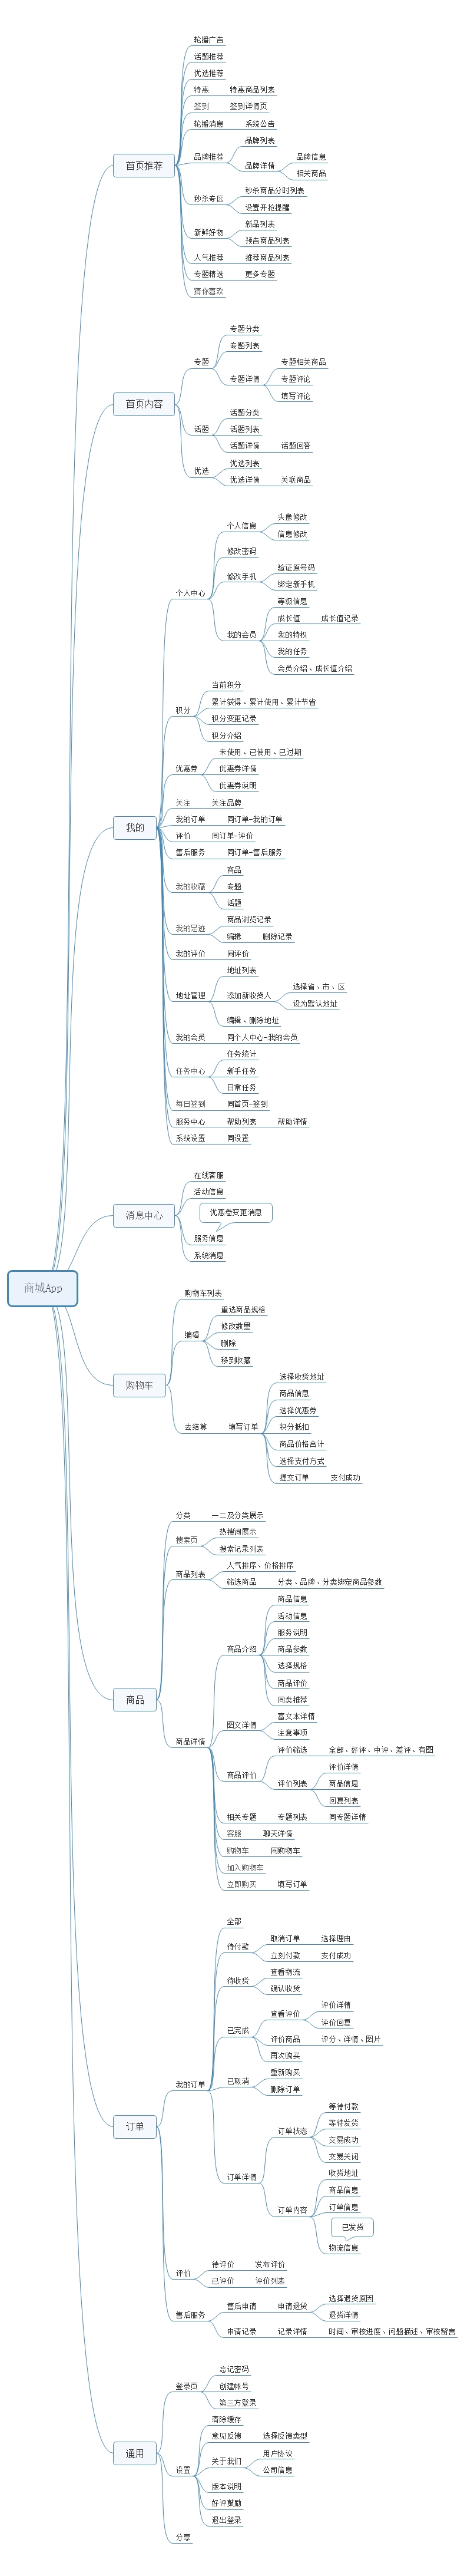 轮播广告
话题推荐
优选推荐
特惠 特惠商品列表
签到 签到详情页
轮播消息 系统公告
品牌列表
品牌推荐
品牌详情
品牌信息
相关商品
首页推荐
秒杀商品分时列表
秒杀专区
设置开抢提醒
新品列表
新鲜好物
预告商品列表
人气推荐 推荐商品列表
专题精选 更多专题
猜你喜欢
专题分类
专题列表
专题
专题详情
专题相关商品
专题评论
填写评论
首页内容
话题分类
话题
话题列表
话题详情 话题回答
优选列表
优选
优选详情 关联商品
个人信息
头像修改
信息修改
修改密码
修改手机
验证原号码
绑定新手机
个人中心
等级信息
成长值 成长值记录
我的会员
我的特权
我的任务
会员介绍、成长值介绍
当前积分
累计获得、累计使用、累计节省
积分
积分变更记录
积分介绍
未使用、已使用、已过期
优惠券
优惠券详情
优惠券说明
关注 关注品牌
我的订单 同订单-我的订单
我的
评价 同订单-评价
售后服务 同订单-售后服务
商品
我的收藏
专题
话题
商品浏览记录
我的足迹
编辑 删除记录
我的评价 同评价
地址列表
地址管理
添加新收货人
选择省、市、区
设为默认地址
编辑、删除地址
我的会员 同个人中心-我的会员
任务统计
任务中心
新手任务
日常任务
每日签到 同首页-签到
服务中心 帮助列表 帮助详情
系统设置 同设置
在线客服
活动信息
消息中心
优惠卷变更消息
服务信息
系统消息
商城App
购物车列表
重选商品规格
编辑
修改数量
删除
移到收藏
购物车
选择收货地址
商品信息
选择优惠券
去结算 填写订单
积分抵扣
商品价格合计
选择支付方式
提交订单 支付成功
分类 一二及分类展示
搜索页
热搜词展示
搜索记录列表
商品列表
人气排序、价格排序
筛选商品 分类、品牌、分类绑定商品参数
商品信息
活动信息
服务说明
商品介绍
商品参数
选择规格
商品评价
同类推荐
商品
图文详情
富文本详情
注意事项
商品详情
评价筛选 全部、好评、中评、差评、有图
商品评价
评价列表
评价详情
商品信息
回复列表
相关专题 专题列表 同专题详情
客服 聊天详情
购物车 同购物车
加入购物车
立即购买 填写订单
全部
待付款
取消订单 选择理由
立刻付款 支付成功
待收货
查看物流
确认收货
已完成
查看评价
评价详情
评价回复
评价商品 评分、详情、图片
再次购买
我的订单
已取消
重新购买
删除订单
订单
订单详情
订单状态
等待付款
等待发货
交易成功
交易关闭
订单内容
收货地址
商品信息
订单信息
已发货
物流信息
评价
待评价 发布评价
已评价 评价列表
售后服务
售后申请 申请退货
选择退货原因
退货详情
申请记录 记录详情 时间、审核进度、问题描述、审核留言
登录页
忘记密码
创建帐号
第三方登录
通用
清除缓存
意见反馈 选择反馈类型
设置
关于我们
用户协议
公司信息
版本说明
好评鼓励
退出登录
分享